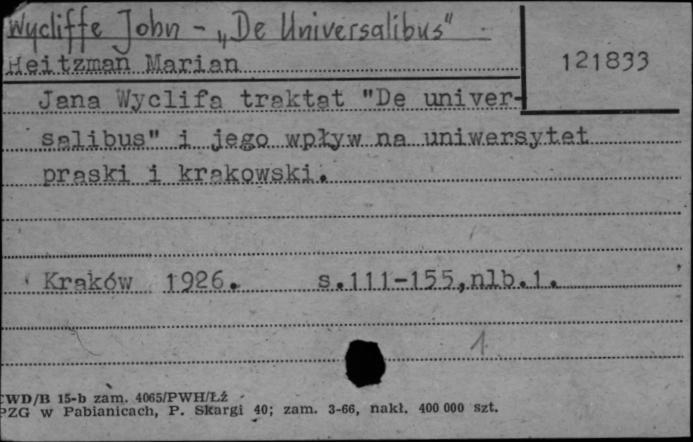 Wycliffe John - „De Universalibus"
Heitzman Marian
121833
Jana Wyclifa traktat "De univer-
salibus" i jego wpływ na uniwersytet
praski i krakowski.
Kraków 1926. s.111-155,nlb.1.
1
CWD/B 15-b zam. 4065/PWH/Łź
PZG w Pabianicach, P. Skargi 40; zam. 3-66, nakł. 400 000 szt.